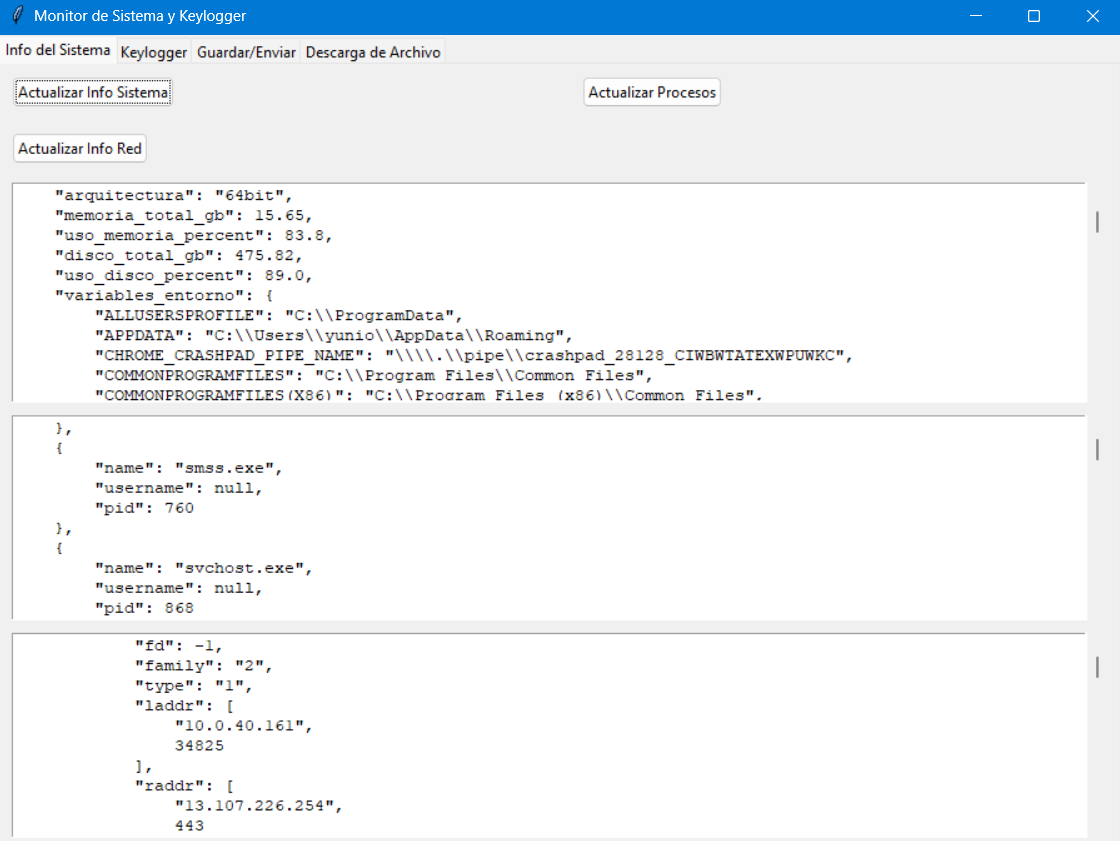 Monitor de Sistema y Keylogger
Info del Sistema Keylogger Guardar/Enviar Descarga de Archivo
Actualizar Info Sistema Actualizar Procesos
Actualizar Info Red
"arquitectura": "64bit",
"memoria_total_gb": 15.65,
"uso_memoria_percent": 83.8,
"disco_total_gb": 475.82,
"uso_disco_percent": 89.0,
"variables_entorno": {
"ALLUSERSPROFILE": "C:\\ProgramData",
"APPDATA": "C:\\Users\\yunio\\AppData\\Roaming",
"CHROME_CRASHPAD_PIPE_NAME": "\\\\.\\pipe\\crashpad_28128_CIWBWTATEXWPUWKC",
"COMMONPROGRAMFILES": "C:\\Program Files\\Common Files",
"COMMONPROGRAMFILES(X86)": "C:\\Program Files (x86)\\Common Files",
},
{
"name": "smss.exe",
"username": null,
"pid": 760
},
{
"name": "svchost.exe",
"username": null,
"pid": 868
"fd": -1,
"family": "2",
"type": "1",
"laddr": [
"10.0.40.161",
34825
],
"raddr": [
"13.107.226.254",
443